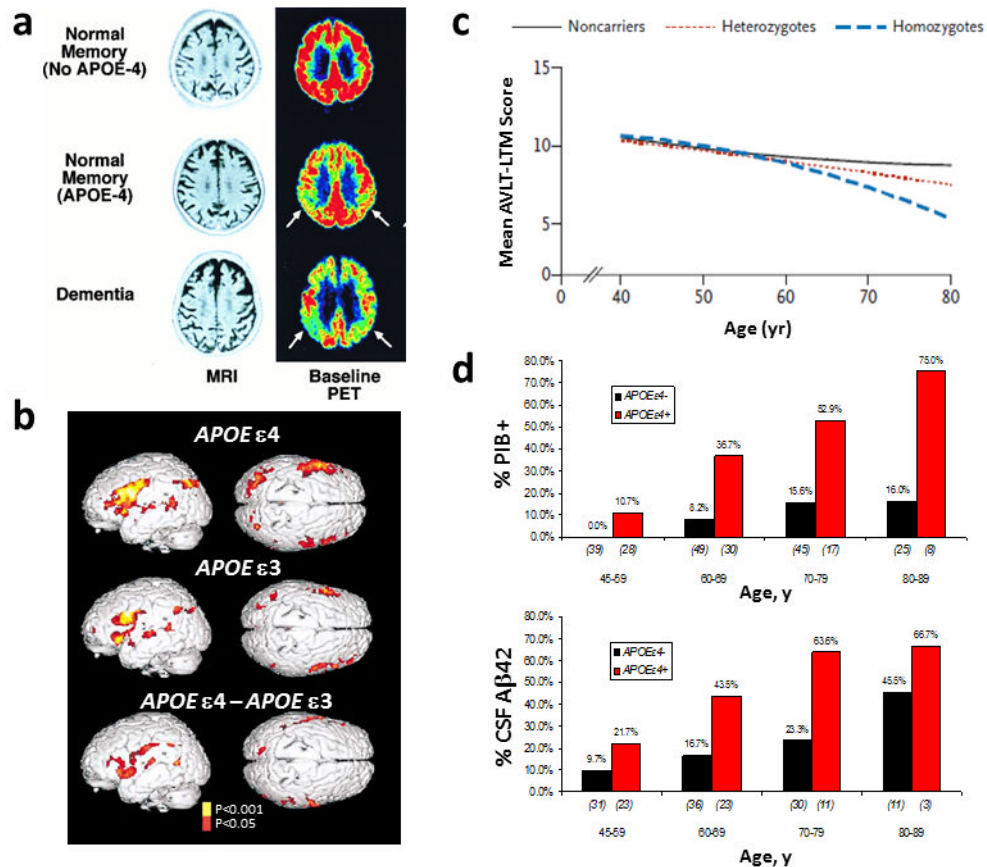 a
Normal
Memory
(No APOE-4)
Normal
Memory
(APOE-4)
Dementia
MRI
Baseline
PET
b
APOE ε4
APOE ε3
APOE ε4 – APOE ε3
P<0.001
P<0.05
c
Noncarriers Heterozygotes Homozygotes
Mean AVLT-LTM Score
15
10
5
0
0 40 50 60 70 80
Age (yr)
d
% PIB+
80.0%
70.0%
60.0%
50.0%
40.0%
30.0%
20.0%
10.0%
0.0%
APOEε4-
APOEε4+
0.0% 10.7% 8.2% 36.7% 15.6% 52.9% 16.0% 75.0%
(39) (28) (49) (30) (45) (17) (25) (8)
45-59 60-69 70-79 80-89
Age, y
% CSF Aβ42
80.0%
70.0%
60.0%
50.0%
40.0%
30.0%
20.0%
10.0%
0.0%
APOEε4-
APOEε4+
9.7% 21.7% 16.7% 43.5% 23.3% 63.6% 45.5% 66.7%
(31) (23) (36) (23) (30) (11) (11) (3)
45-59 60-69 70-79 80-89
Age, y